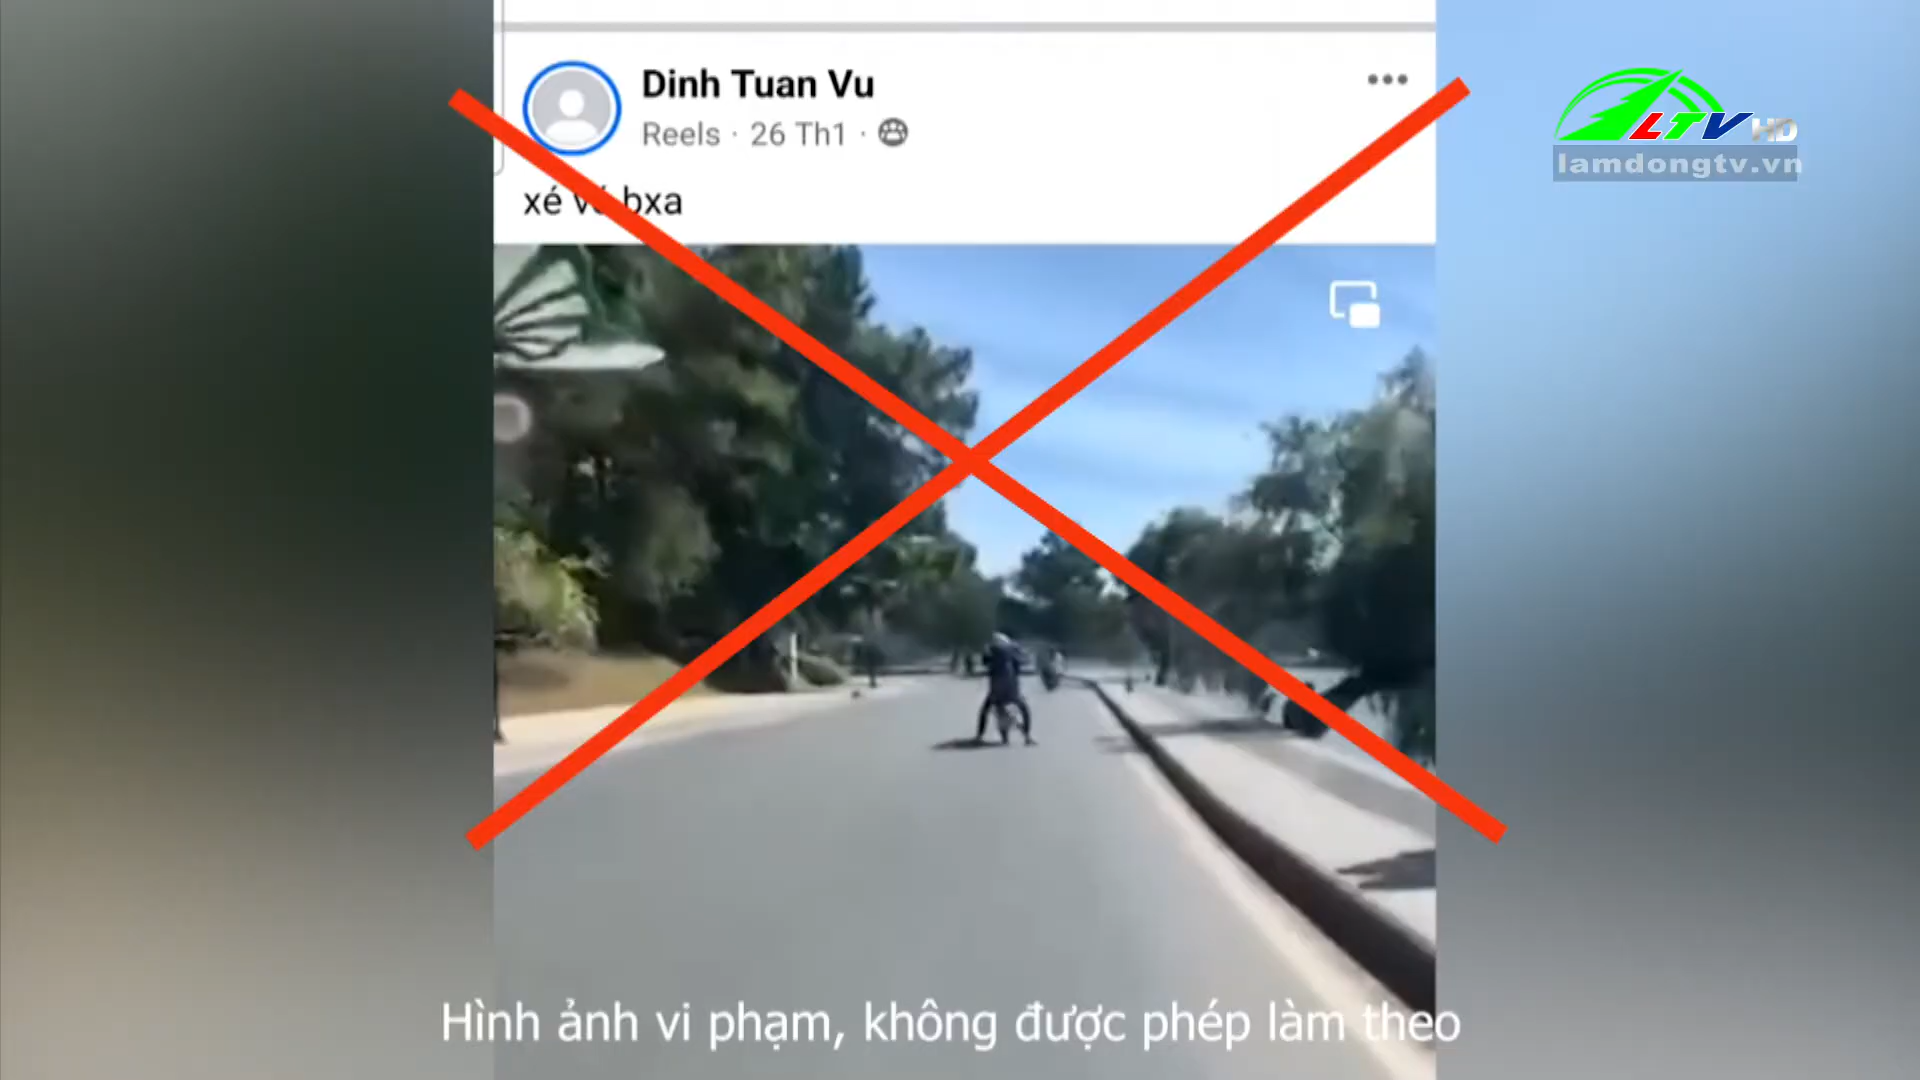 Dinh Tuan Vu
Reels · 26 Th1 ·
xé bxa
LTV HD
lamdongtv.vn
Hình ảnh vi phạm, không được phép làm theo